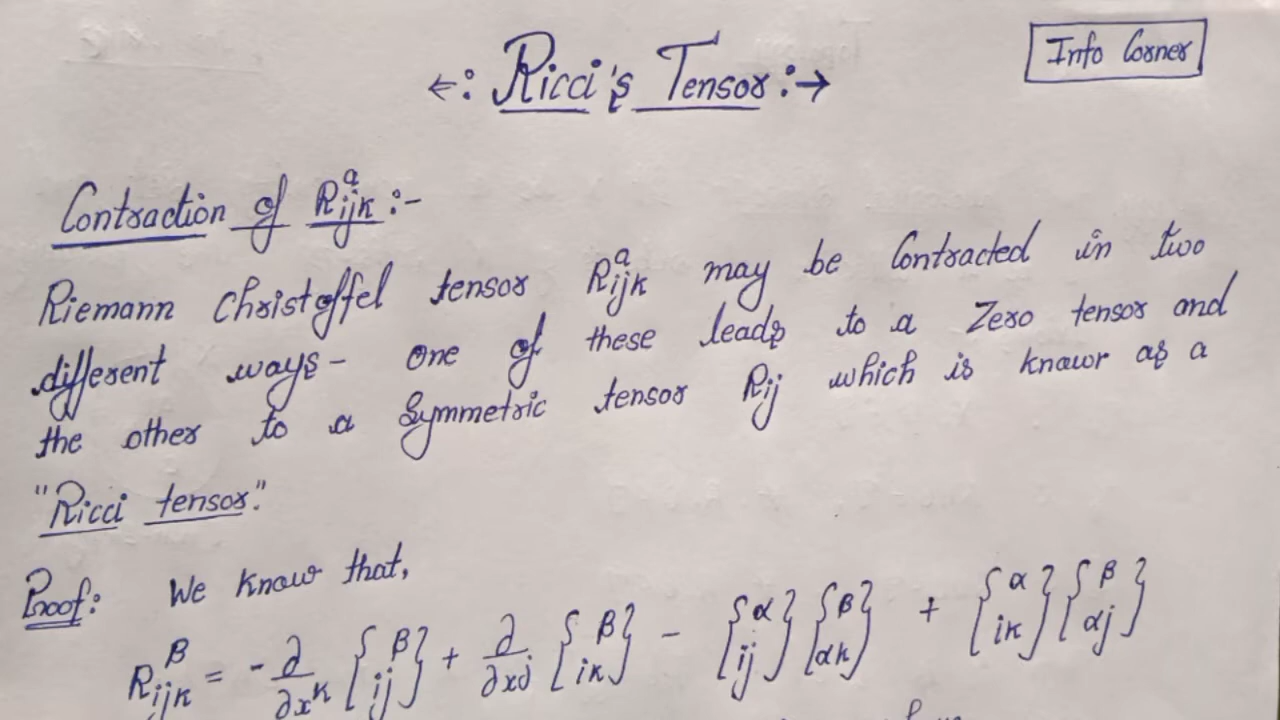 Info Corner
←: Ricci's Tensor :→
Contraction of R^a_ijk :-
Riemann Christoffel tensor R^a_ijk may be Contracted in two
different ways - one of these leads to a Zero tensor and
the other to a Symmetric tensor Rij which is known as a
"Ricci tensor."
Proof: We know that,
R^β_ijk = - ∂/∂x^k {β ij} + ∂/∂xj {β ik} - {α ij} {β αk} + {α ik} {β αj}